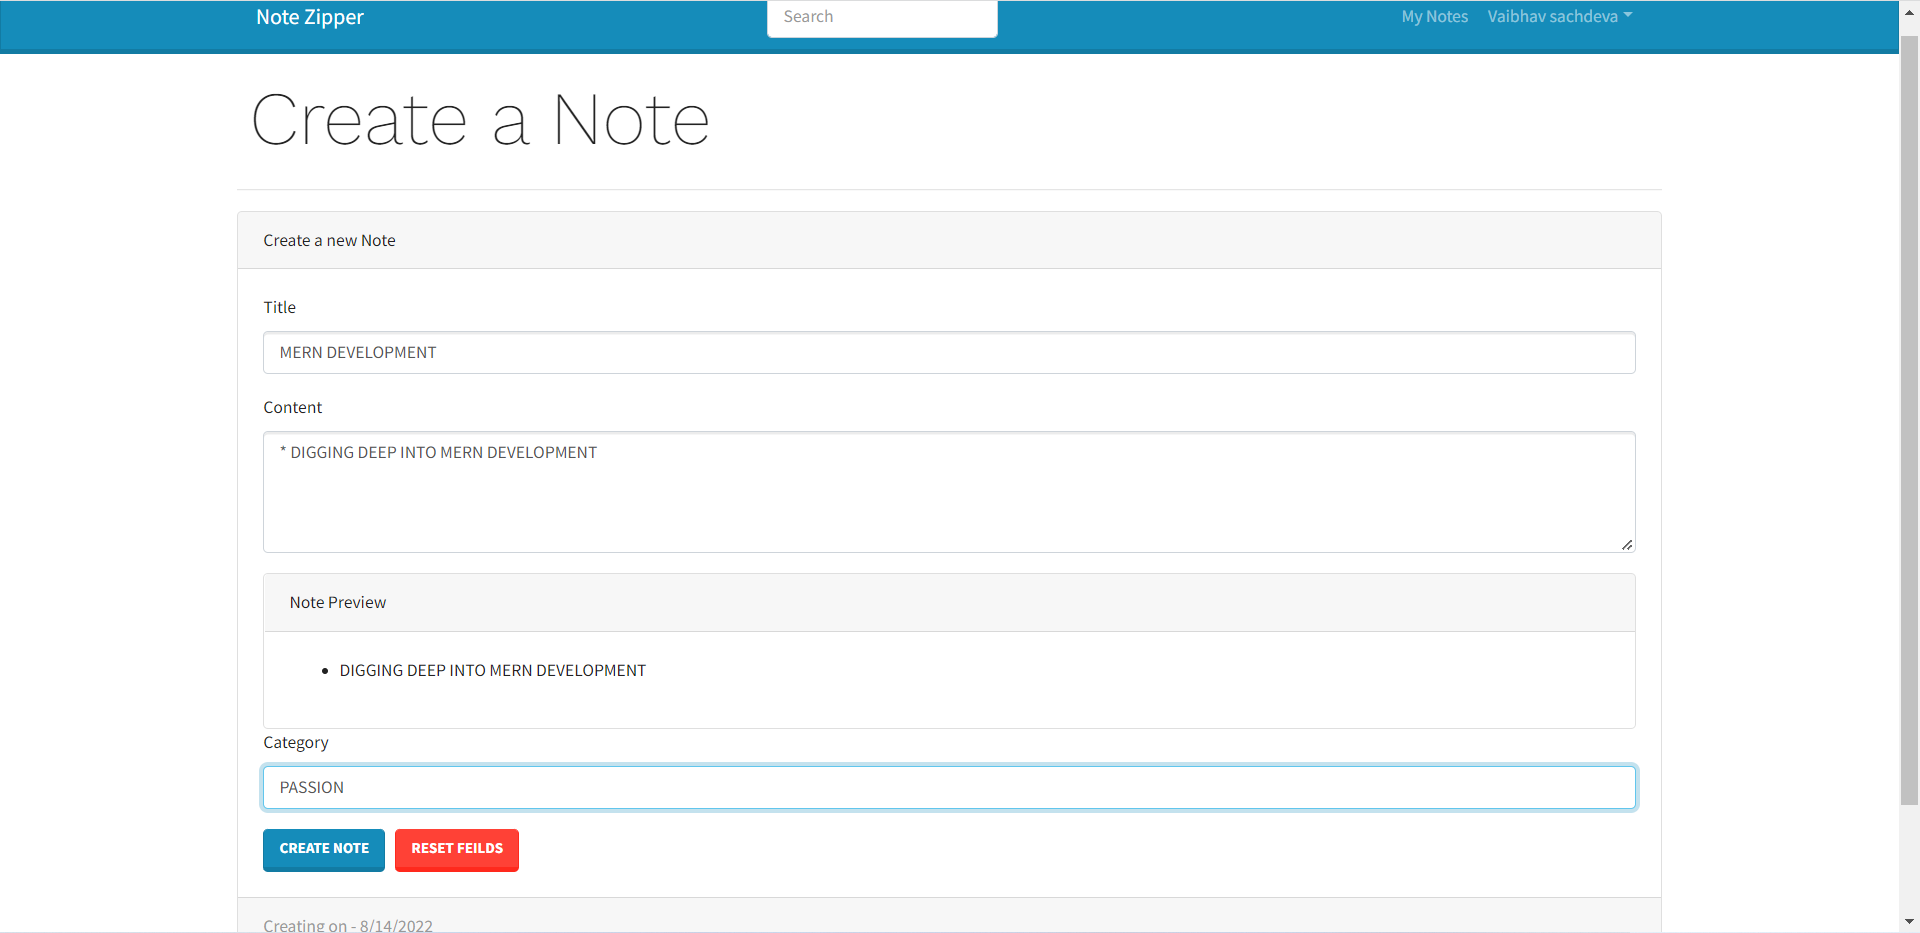 Note Zipper
Search
My Notes
Vaibhav sachdeva
Create a Note
Create a new Note
Title
MERN DEVELOPMENT
Content
* DIGGING DEEP INTO MERN DEVELOPMENT
Note Preview
• DIGGING DEEP INTO MERN DEVELOPMENT
Category
PASSION
CREATE NOTE
RESET FEILDS
Creating on - 8/14/2022